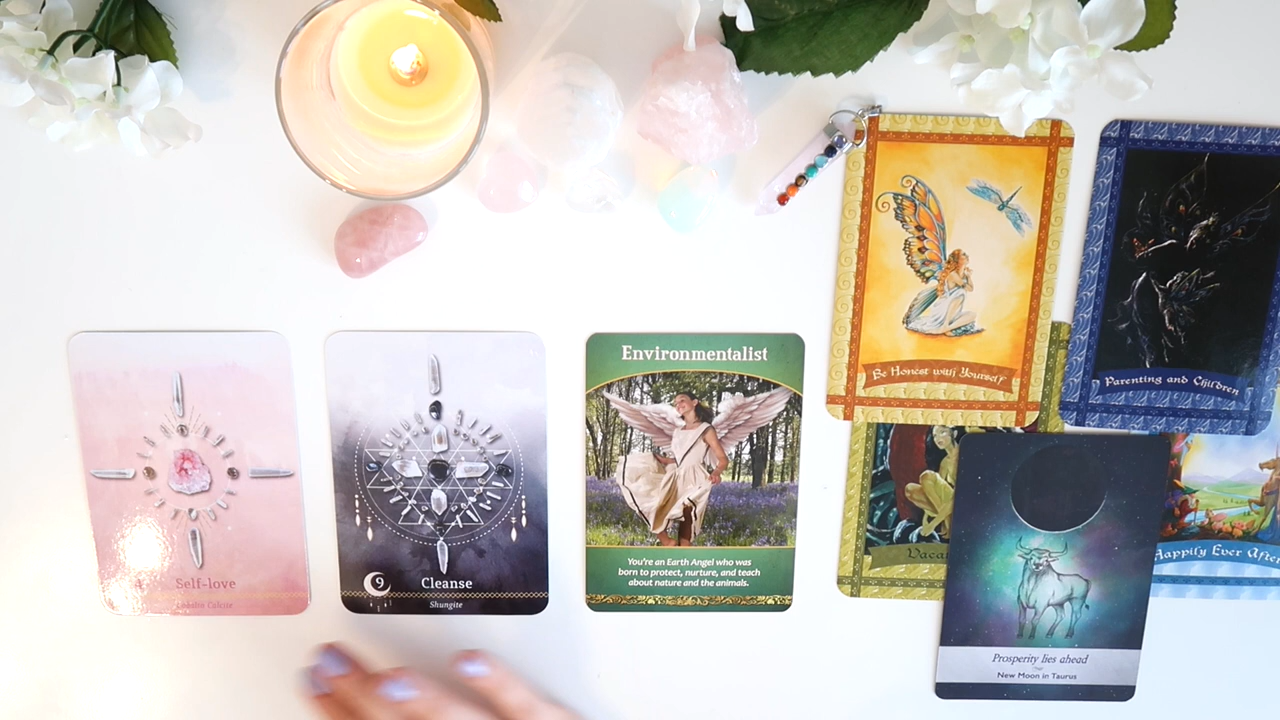 Be Honest with Yourself
Parenting and Children
Environmentalist
You're an Earth Angel who was
born to protect, nurture, and teach
about nature and the animals.
4
Self-love
9
Cleanse
Shungite
Happily Ever After
Prosperity lies ahead
New Moon in Taurus